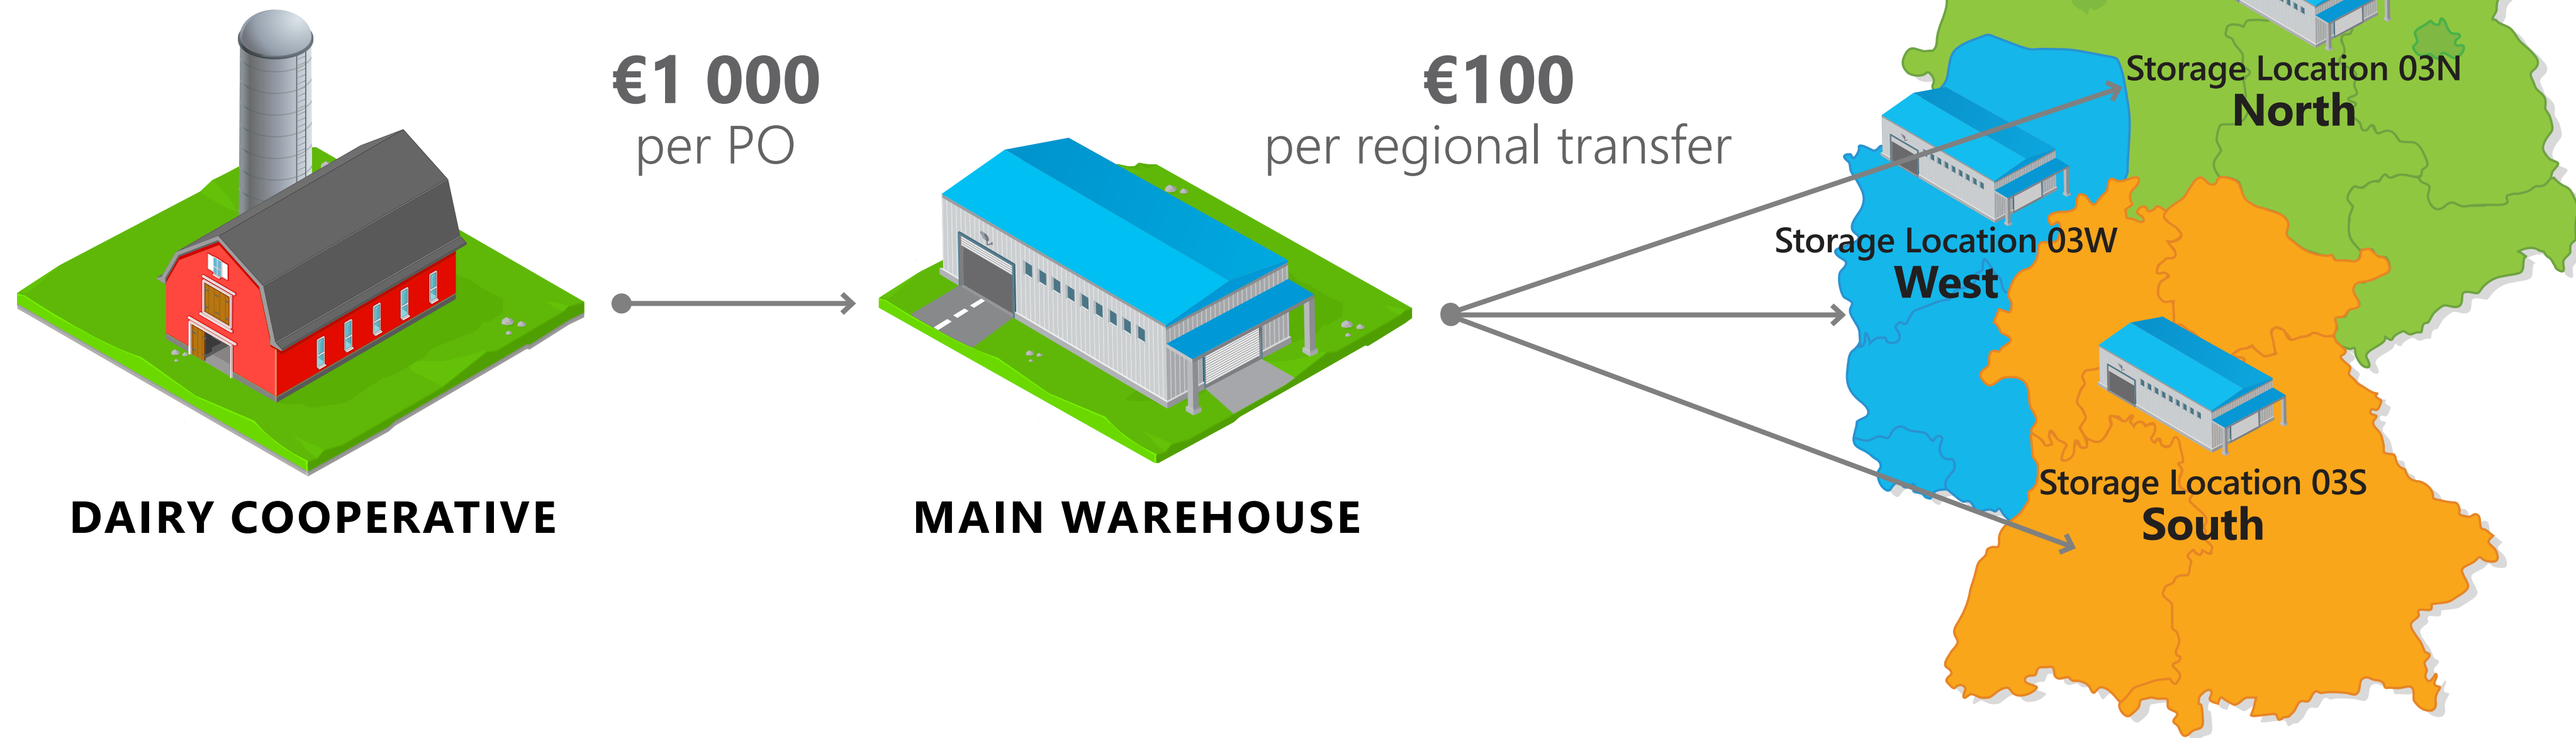 €1 000
per PO
€100
per regional transfer
Storage Location 03N
North
Storage Location 03W
West
Storage Location 03S
South
DAIRY COOPERATIVE
MAIN WAREHOUSE